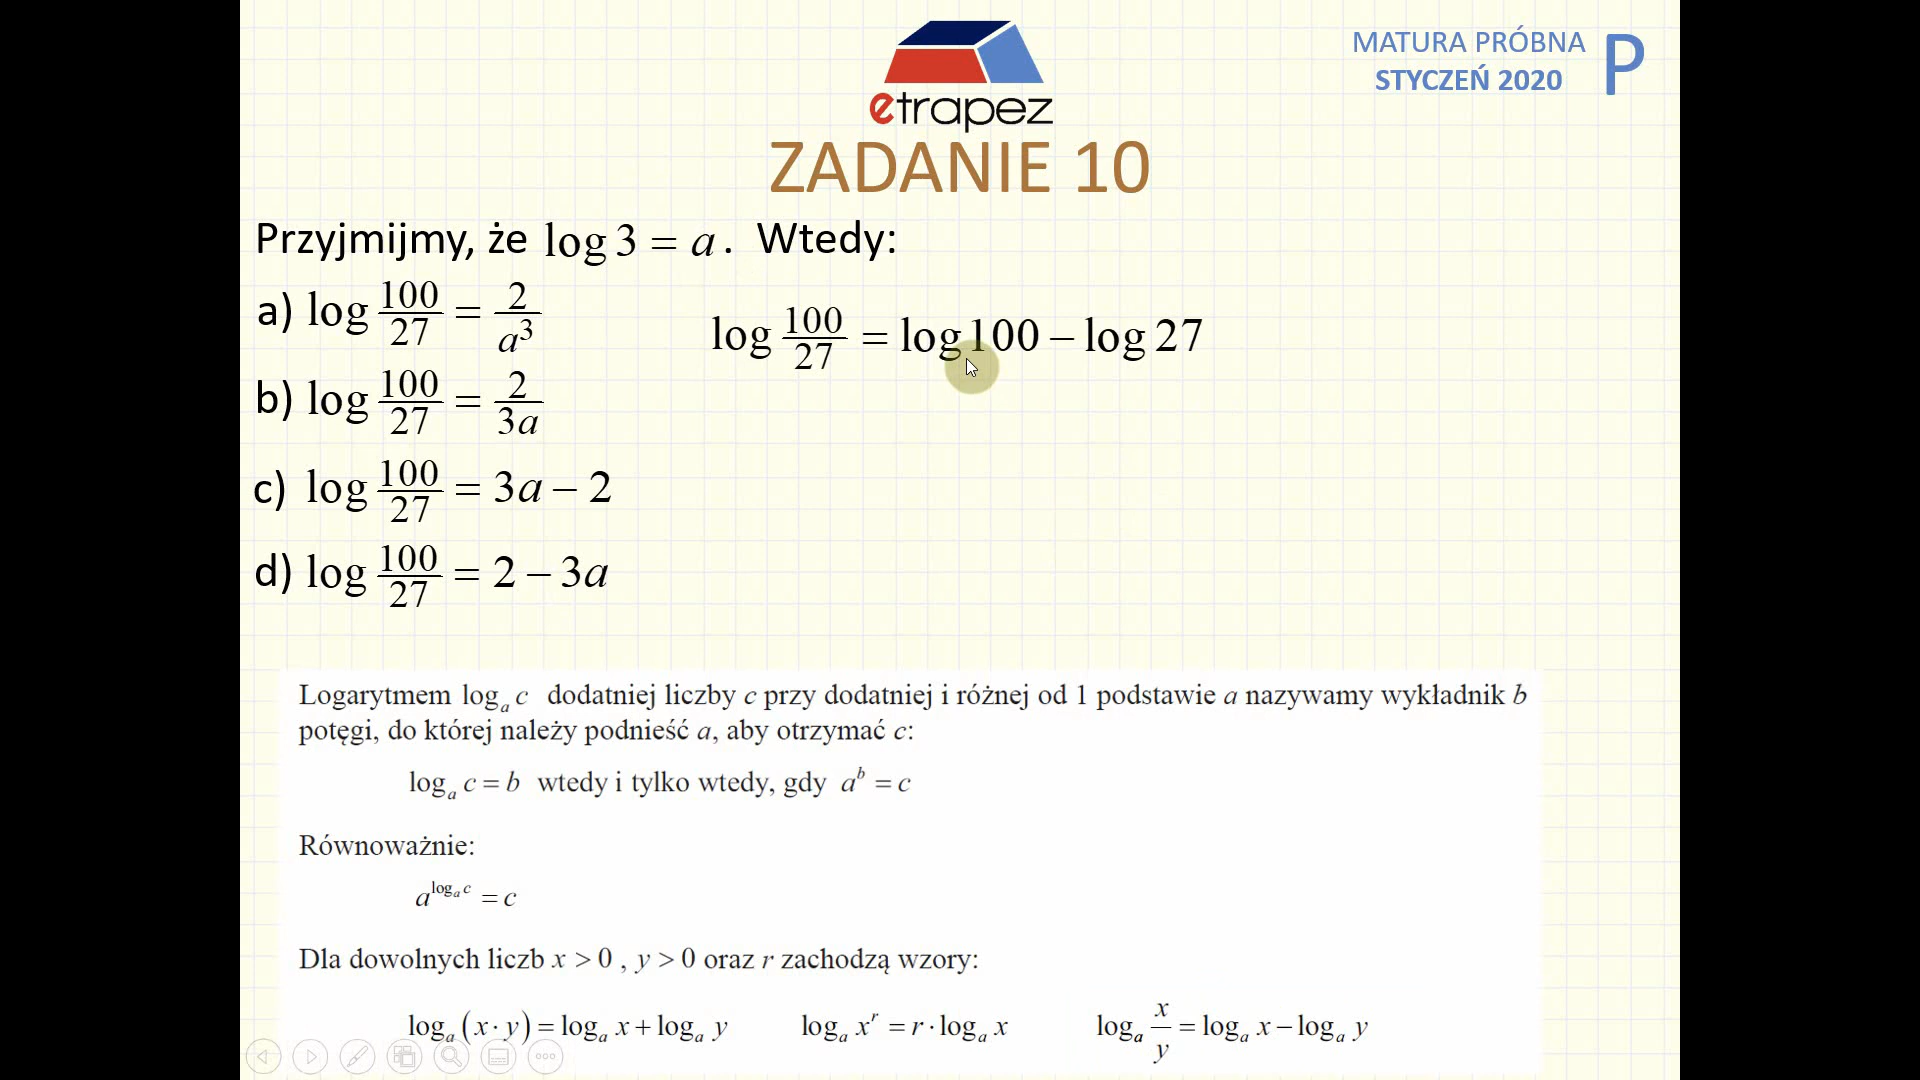 MATURA PRÓBNA
STYCZEŃ 2020
P
etrapez
ZADANIE 10
Przyjmijmy, że log 3 = a. Wtedy:
a) log 100/27 = 2/a³
b) log 100/27 = 2/3a
c) log 100/27 = 3a − 2
d) log 100/27 = 2 − 3a
log 100/27 = log 100 − log 27
Logarytmem logₐ c dodatniej liczby c przy dodatniej i różnej od 1 podstawie a nazywamy wykładnik b
potęgi, do której należy podnieść a, aby otrzymać c:
logₐ c = b wtedy i tylko wtedy, gdy aᵇ = c
Równoważnie:
a^(logₐ c) = c
Dla dowolnych liczb x > 0 , y > 0 oraz r zachodzą wzory:
logₐ (x · y) = logₐ x + logₐ y logₐ xʳ = r · logₐ x logₐ x/y = logₐ x − logₐ y